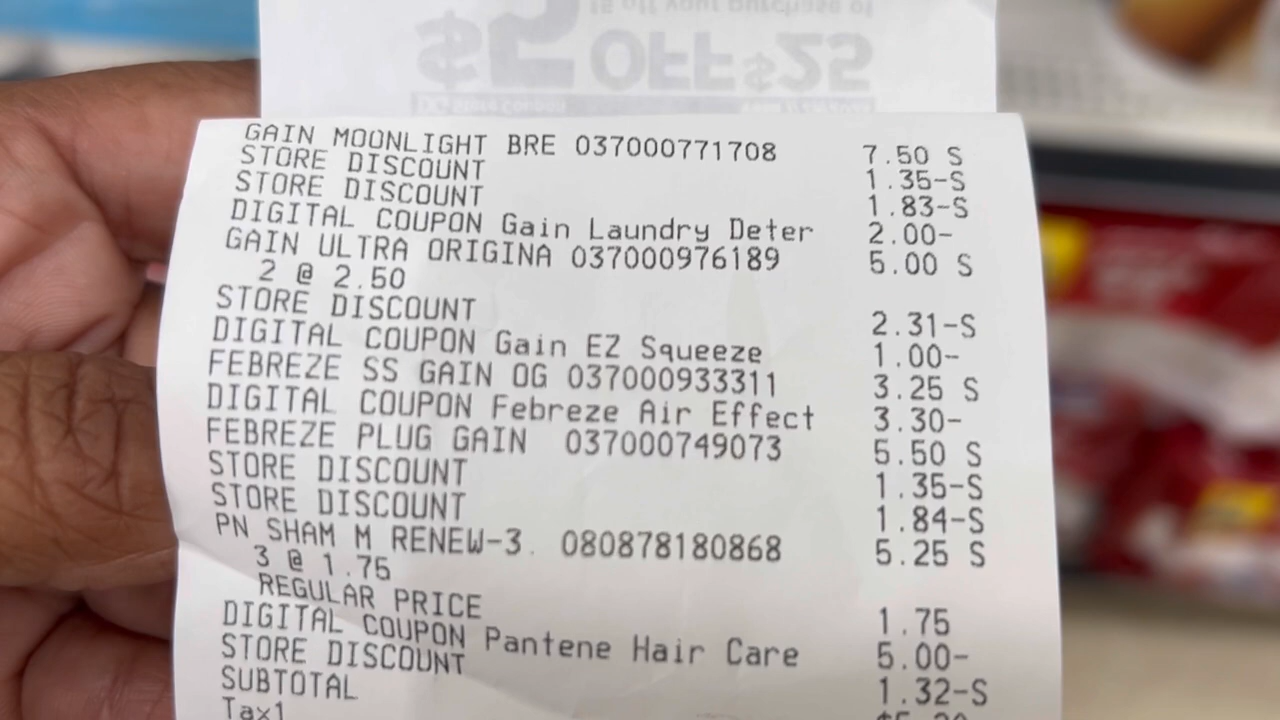 $5 OFF $25
GAIN MOONLIGHT BRE 037000771708 7.50 S
STORE DISCOUNT 1.35-S
STORE DISCOUNT 1.83-S
DIGITAL COUPON Gain Laundry Deter 2.00-
GAIN ULTRA ORIGINA 037000976189 5.00 S
2 @ 2.50
STORE DISCOUNT 2.31-S
DIGITAL COUPON Gain EZ Squeeze 1.00-
FEBREZE SS GAIN OG 037000933311 3.25 S
DIGITAL COUPON Febreze Air Effect 3.30-
FEBREZE PLUG GAIN 037000749073 5.50 S
STORE DISCOUNT 1.35-S
STORE DISCOUNT 1.84-S
PN SHAM M RENEW-3. 080878180868 5.25 S
3 @ 1.75
REGULAR PRICE 1.75
DIGITAL COUPON Pantene Hair Care 5.00-
STORE DISCOUNT 1.32-S
SUBTOTAL
Tax1